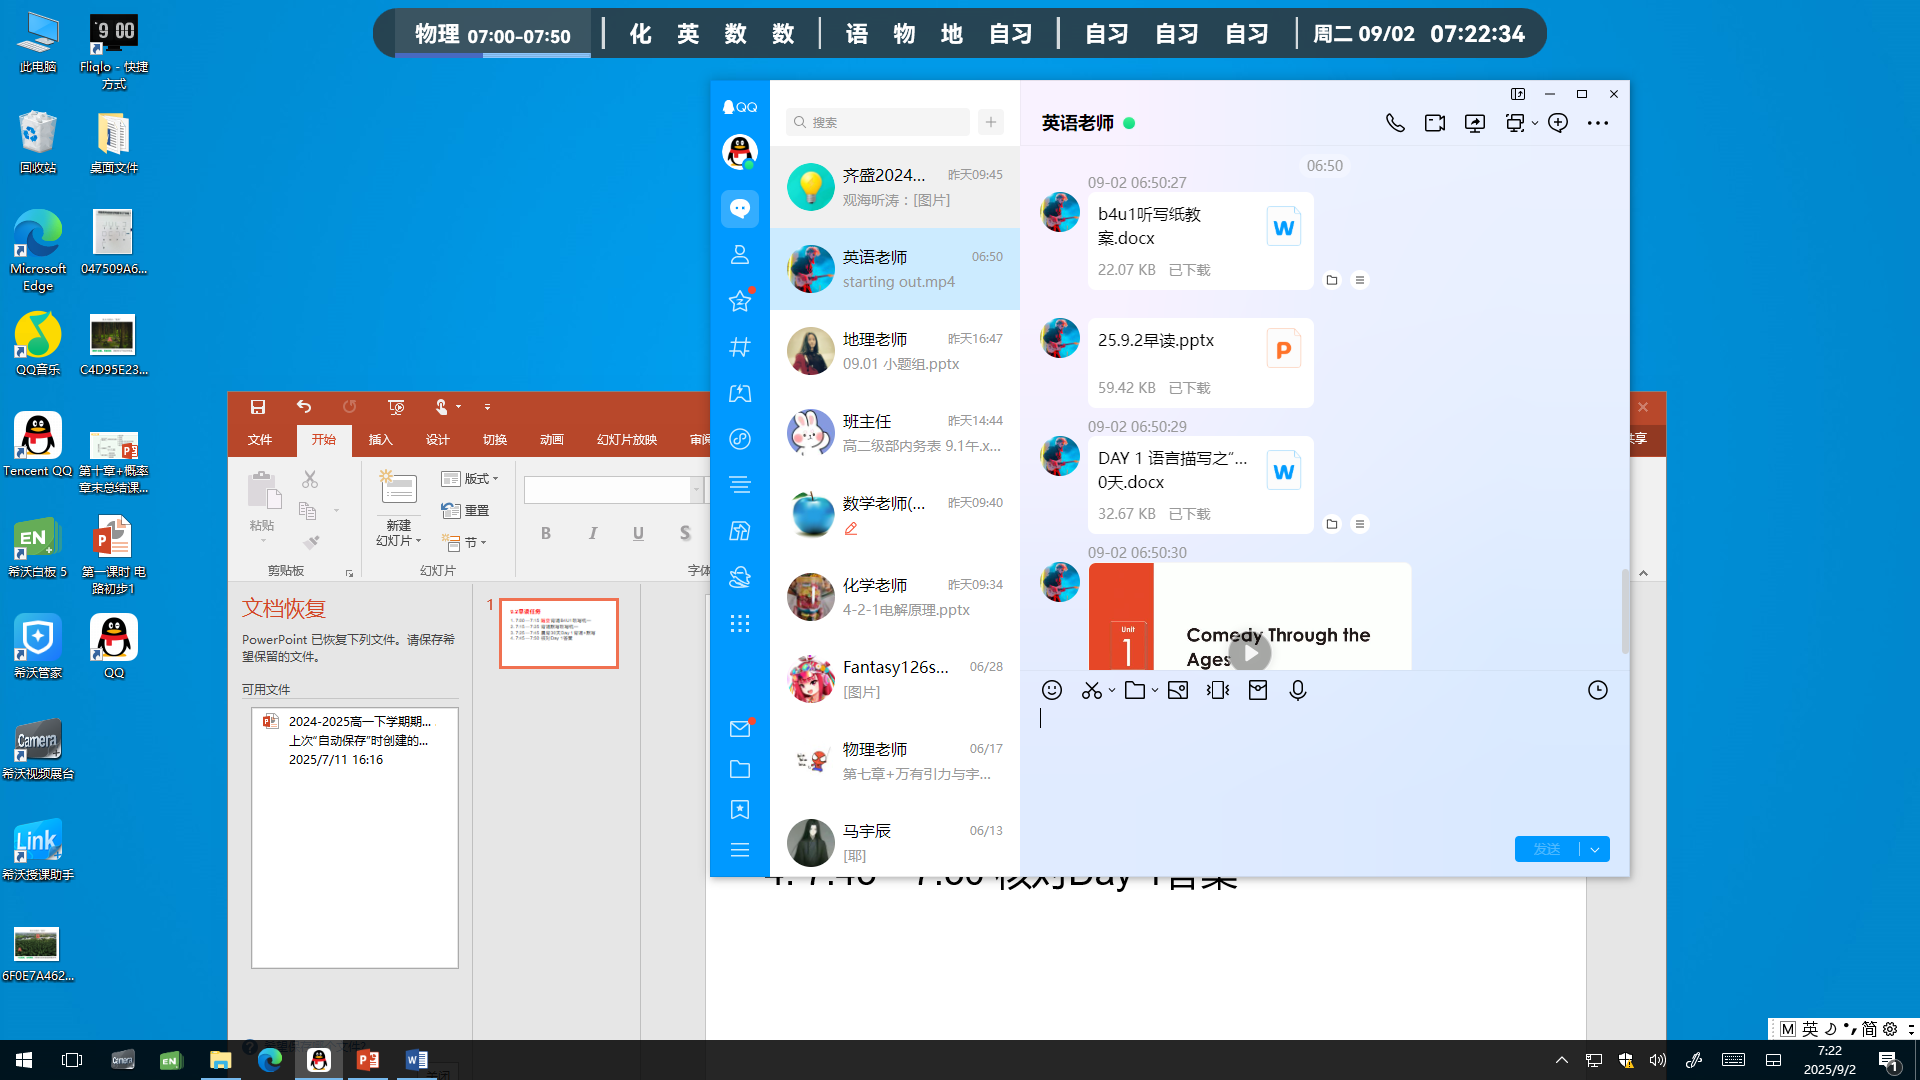 物理 07:00-07:50 化 英 数 数 语 物 地 自习 自习 自习 自习 周二 09/02 07:22:34
此电脑
Fliqlo - 快捷方式
回收站
桌面文件
Microsoft Edge
047509A6...
QQ音乐
C4D95E23...
Tencent QQ
第十章+概率章末总结课...
希沃白板 5
第一课时 电路初步1
希沃管家
QQ
希沃视频展台
希沃授课助手
6F0E7A462...
文件 开始 插入 设计 切换 动画 幻灯片放映 审阅
粘贴
剪贴板
新建
幻灯片
版式
重置
节
幻灯片
B I U S
字体
文档恢复
PowerPoint 已恢复下列文件。请保存希望保留的文件。
可用文件
2024-2025高一下学期期...
上次“自动保存”时创建的...
2025/7/11 16:16
1
QQ
搜索
齐盛2024... 昨天09:45
观海听涛：[图片]
英语老师 06:50
starting out.mp4
地理老师 昨天16:47
09.01 小题组.pptx
班主任 昨天14:44
高二级部内务表 9.1午.x...
数学老师(... 昨天09:40
化学老师 昨天09:34
4-2-1电解原理.pptx
Fantasy126s... 06/28
[图片]
物理老师 06/17
第七章+万有引力与宇...
马宇辰 06/13
[耶]
英语老师
06:50
09-02 06:50:27
b4u1听写纸教
案.docx
22.07 KB 已下载
25.9.2早读.pptx
59.42 KB 已下载
09-02 06:50:29
DAY 1 语言描写之“...
0天.docx
32.67 KB 已下载
09-02 06:50:30
Unit
1
Comedy Through the
Ages
发送
共享
M 英 简
7:22
2025/9/2
1